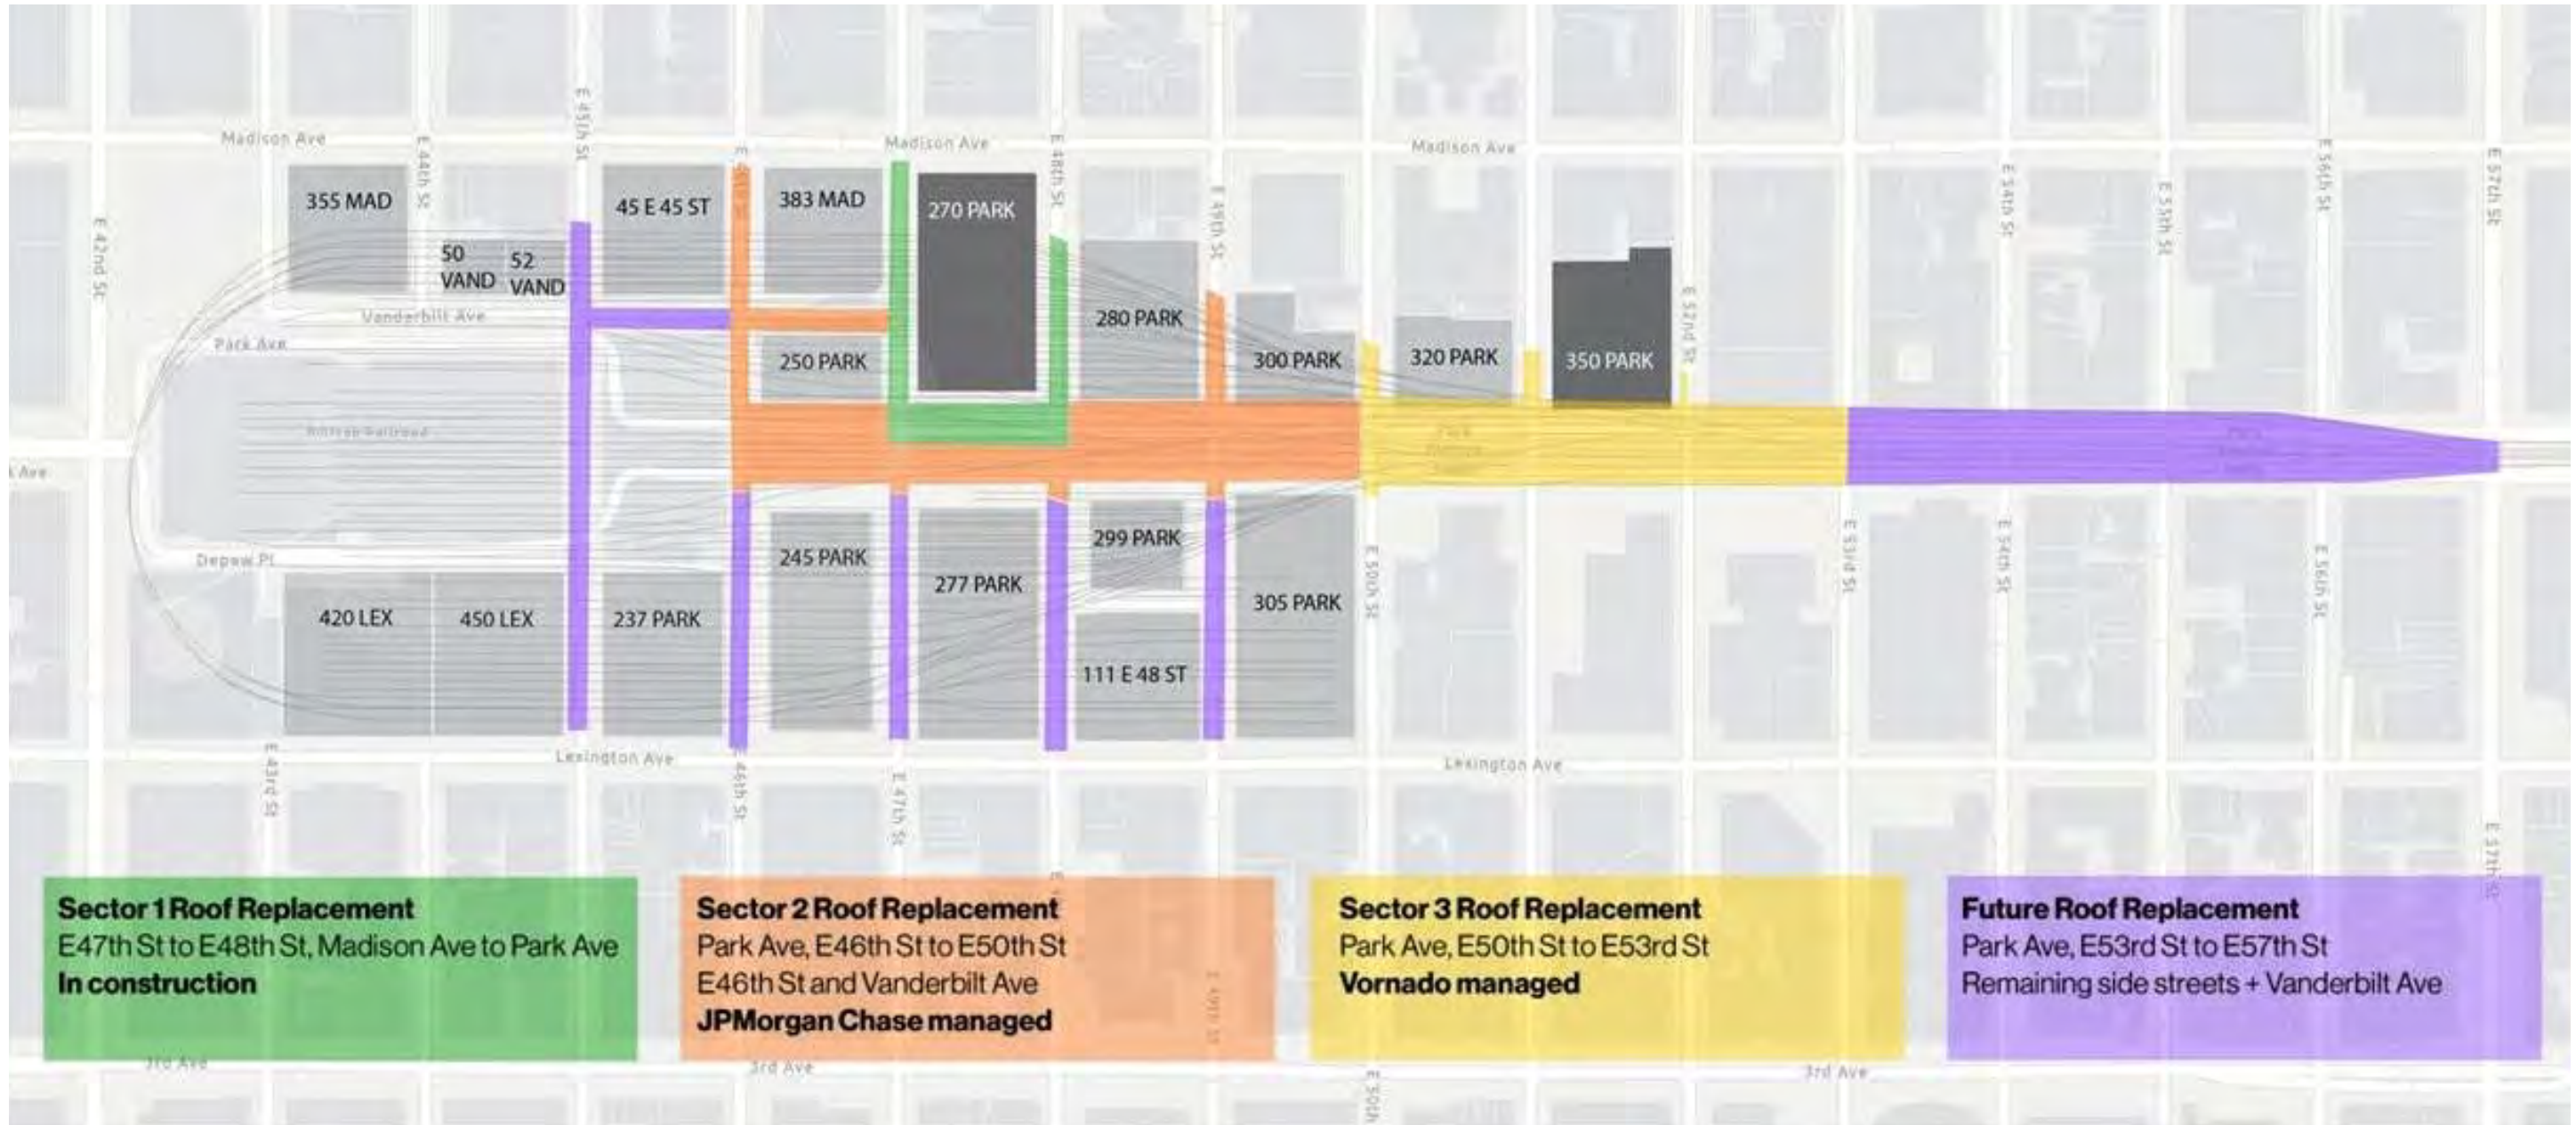 E 45th St
Madison Ave
E 44th St
Madison Ave
E 48th St
Madison Ave
E 56th St
E 57th St
E 42nd St
355 MAD
45 E 45 ST
383 MAD
270 PARK
E 49th St
E 54th St
E 55th St
50
VAND
52
VAND
Vanderbilt Ave
Park Ave
250 PARK
280 PARK
300 PARK
320 PARK
350 PARK
E 52nd St
Ave
Depew Pl
420 LEX
450 LEX
237 PARK
245 PARK
277 PARK
299 PARK
111 E 48 ST
305 PARK
E 50th St
E 53rd St
E 54th St
E 56th St
E 43rd St
Lexington Ave
E 46th St
E 47th St
Lexington Ave
E 57th St
Sector 1 Roof Replacement
E47th St to E48th St, Madison Ave to Park Ave
In construction
Sector 2 Roof Replacement
Park Ave, E46th St to E50th St
E46th St and Vanderbilt Ave
JPMorgan Chase managed
E 49th St
Sector 3 Roof Replacement
Park Ave, E50th St to E53rd St
Vornado managed
Future Roof Replacement
Park Ave, E53rd St to E57th St
Remaining side streets + Vanderbilt Ave
3rd Ave
3rd Ave
3rd Ave
E 50th